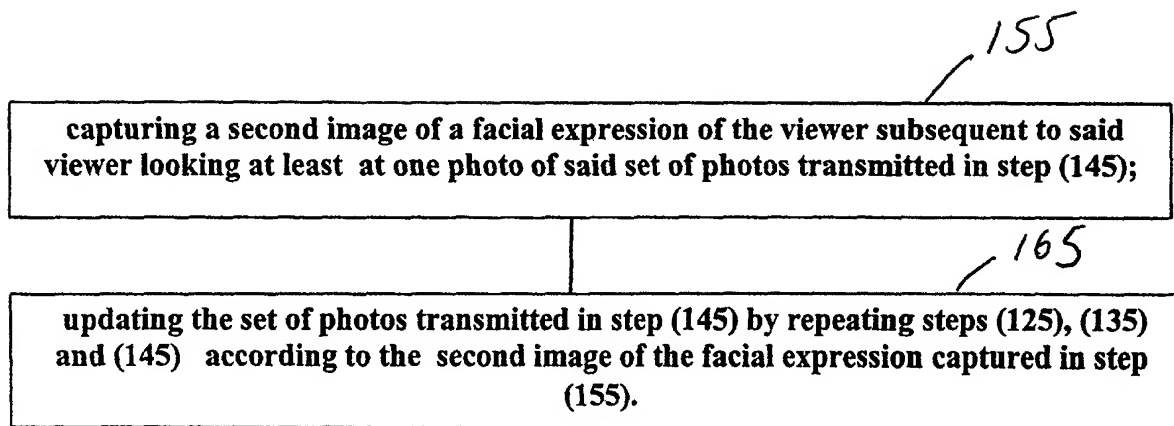 155
capturing a second image of a facial expression of the viewer subsequent to said
viewer looking at least at one photo of said set of photos transmitted in step (145);
165
updating the set of photos transmitted in step (145) by repeating steps (125), (135)
and (145) according to the second image of the facial expression captured in step
(155).